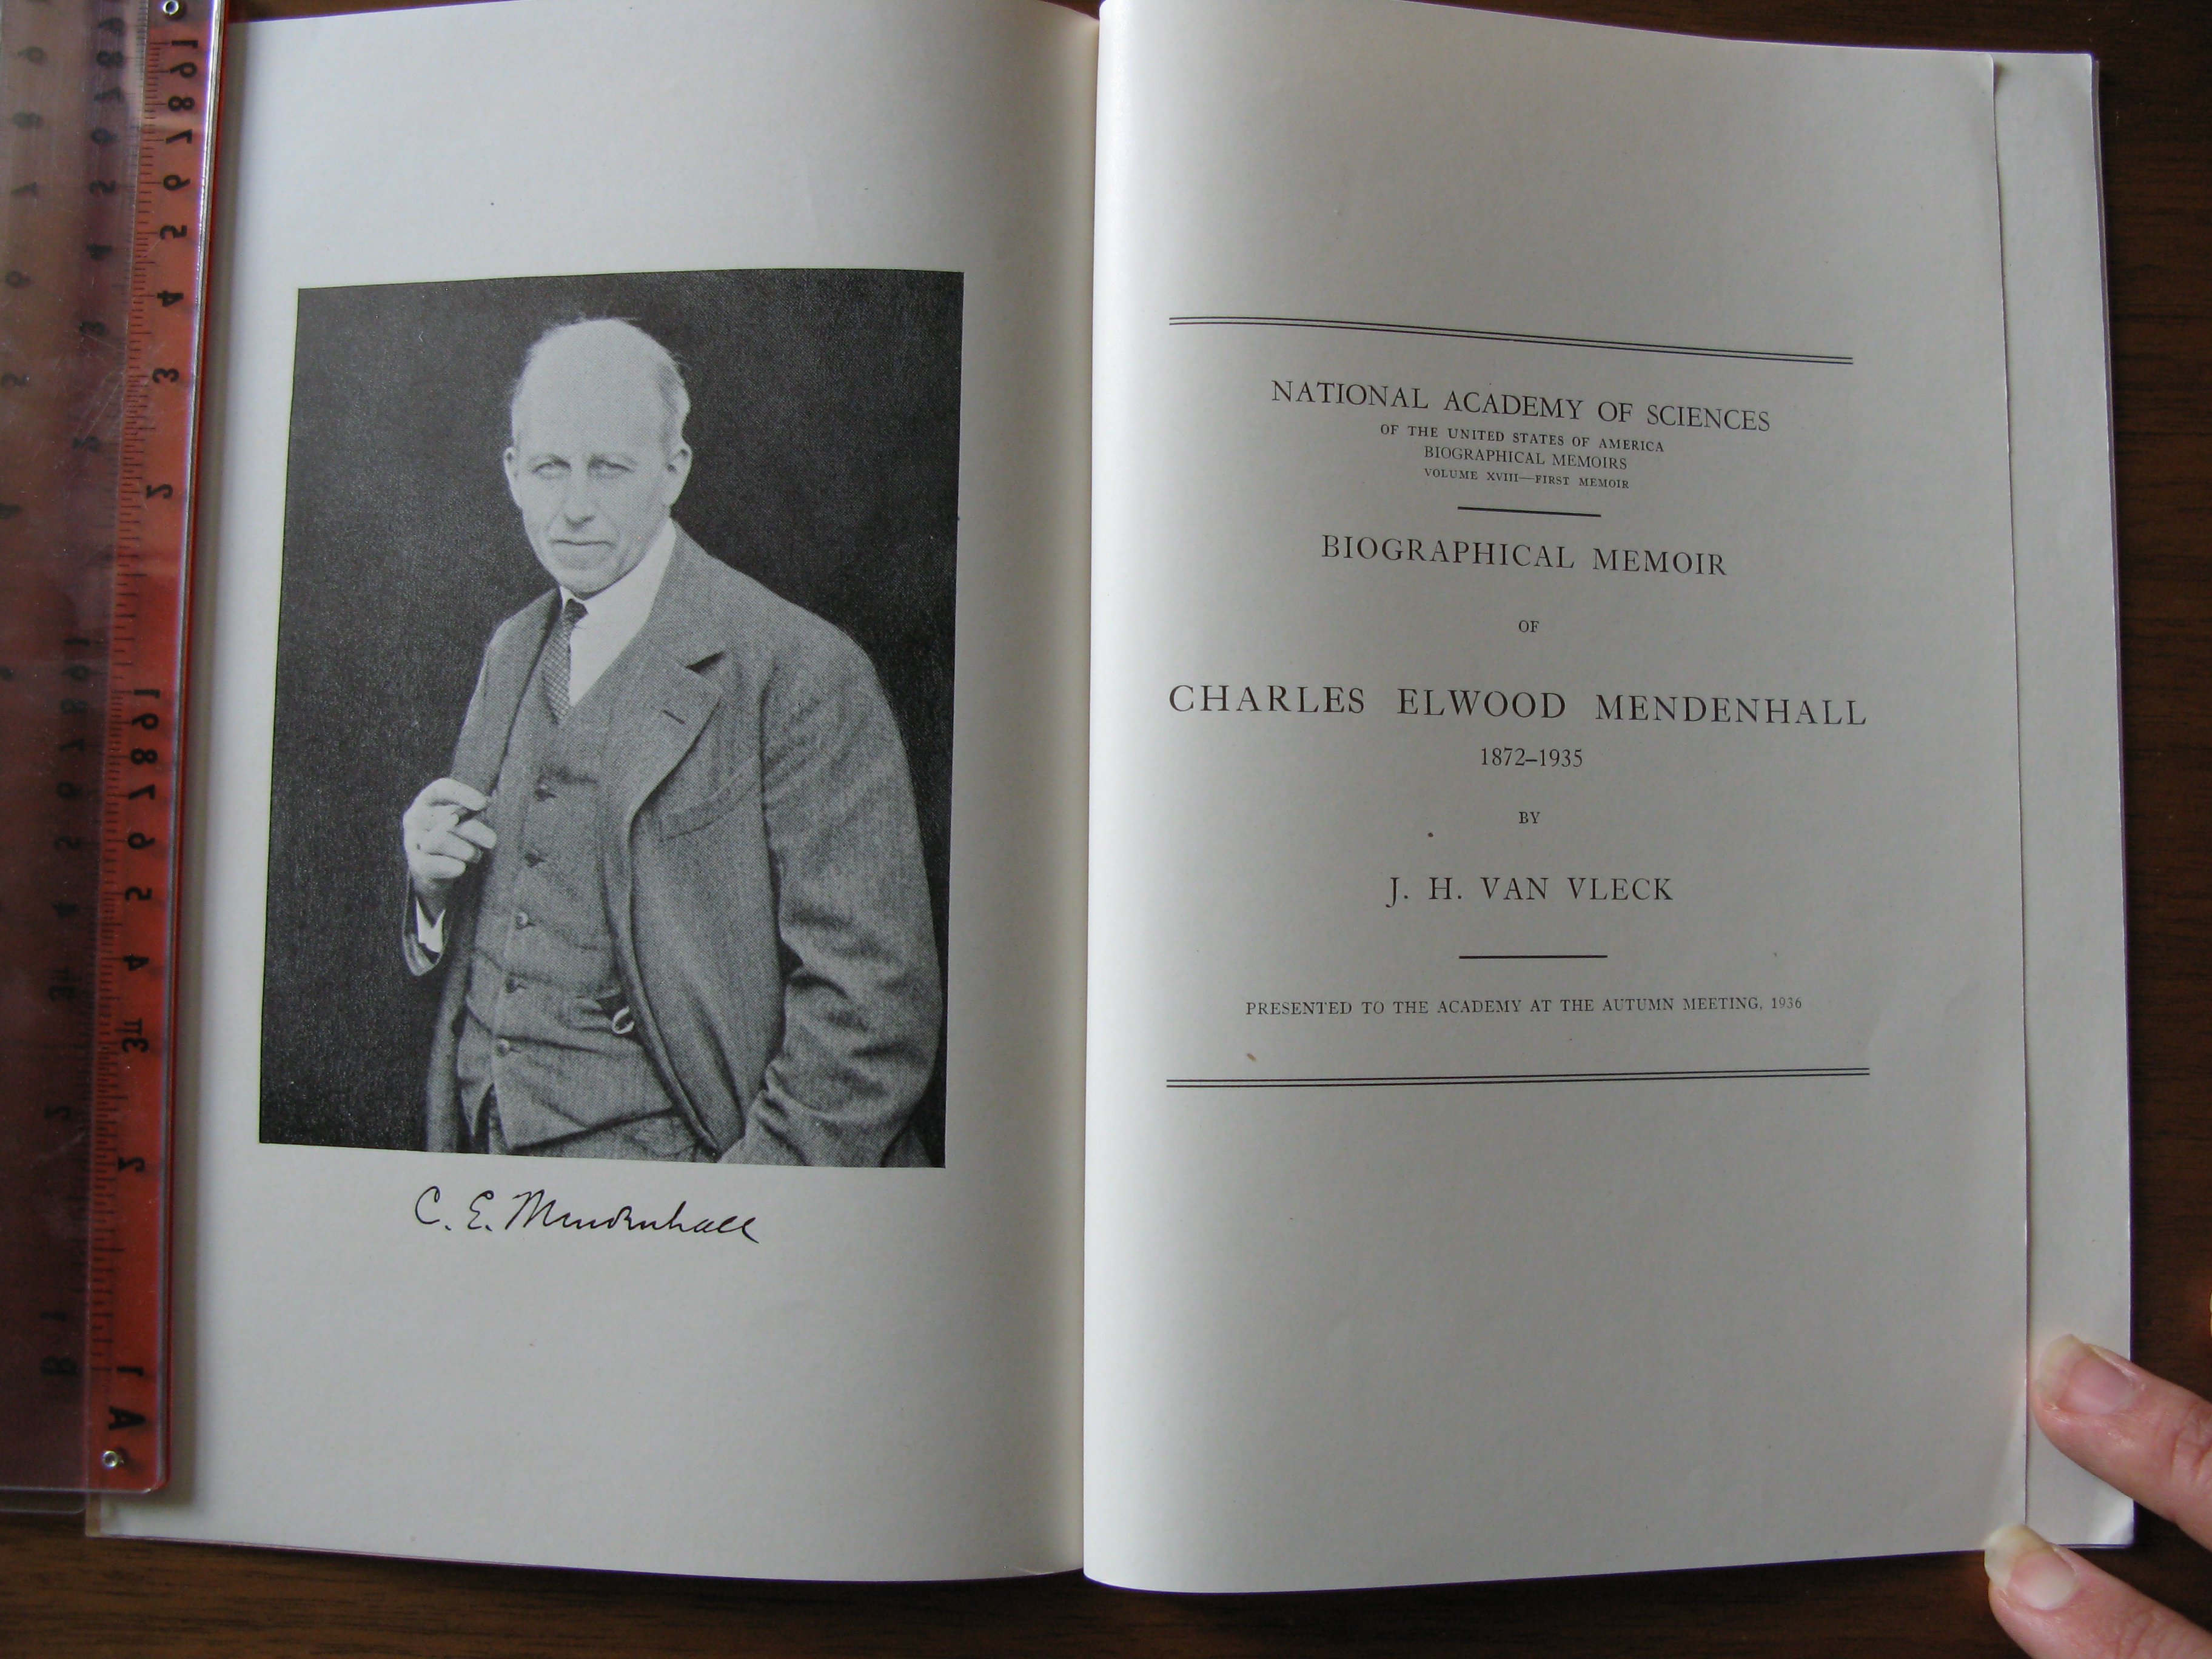 C. E. Mendenhall
NATIONAL ACADEMY OF SCIENCES
OF THE UNITED STATES OF AMERICA
BIOGRAPHICAL MEMOIRS
VOLUME XVIII—FIRST MEMOIR
BIOGRAPHICAL MEMOIR
OF
CHARLES ELWOOD MENDENHALL
1872–1935
BY
J. H. VAN VLECK
PRESENTED TO THE ACADEMY AT THE AUTUMN MEETING, 1936